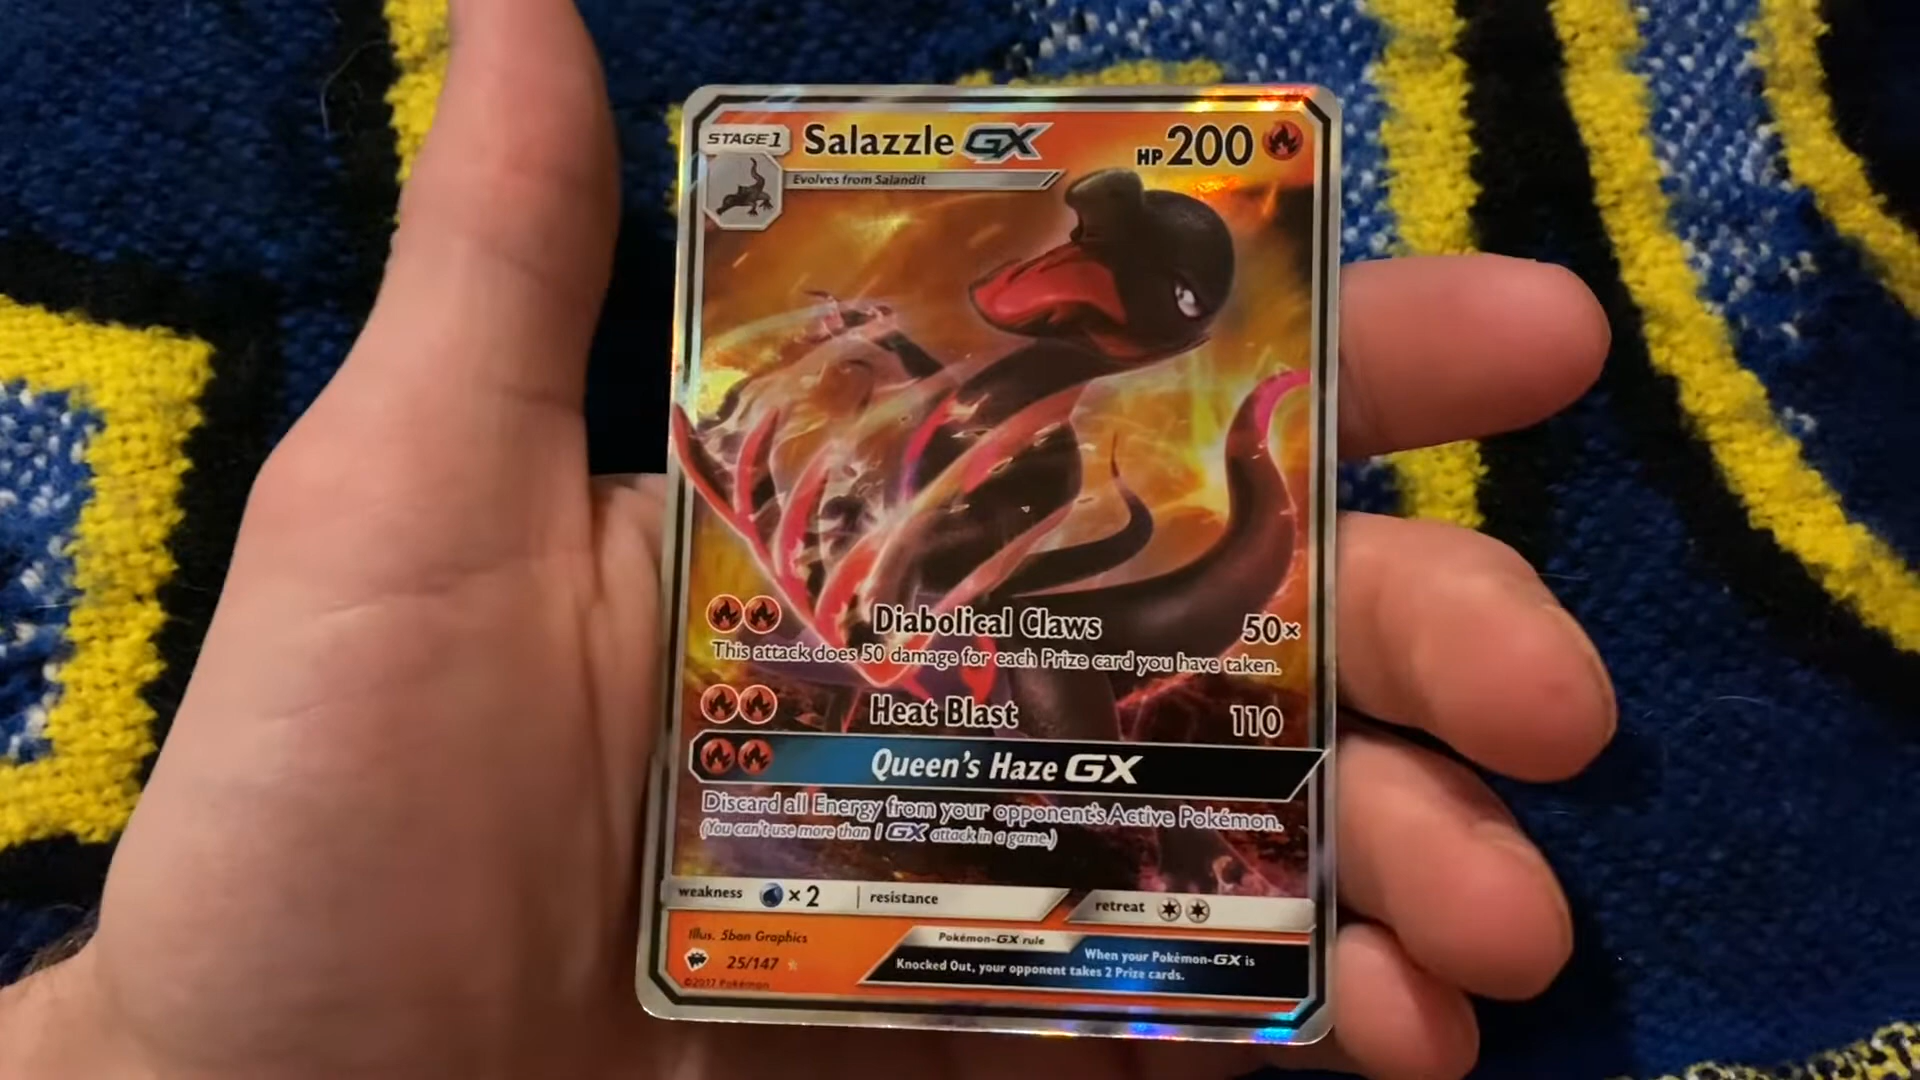 STAGE1 Salazzle GX HP 200
Evolves from Salandit
Diabolical Claws 50×
This attack does 50 damage for each Prize card you have taken.
Heat Blast 110
Queen's Haze GX
Discard all Energy from your opponent's Active Pokémon.
(You can't use more than 1 GX attack in a game.)
weakness ×2 resistance retreat
Illus. 5ban Graphics
25/147
©2017 Pokémon
Pokémon-GX rule
When your Pokémon-GX is
Knocked Out, your opponent takes 2 Prize cards.